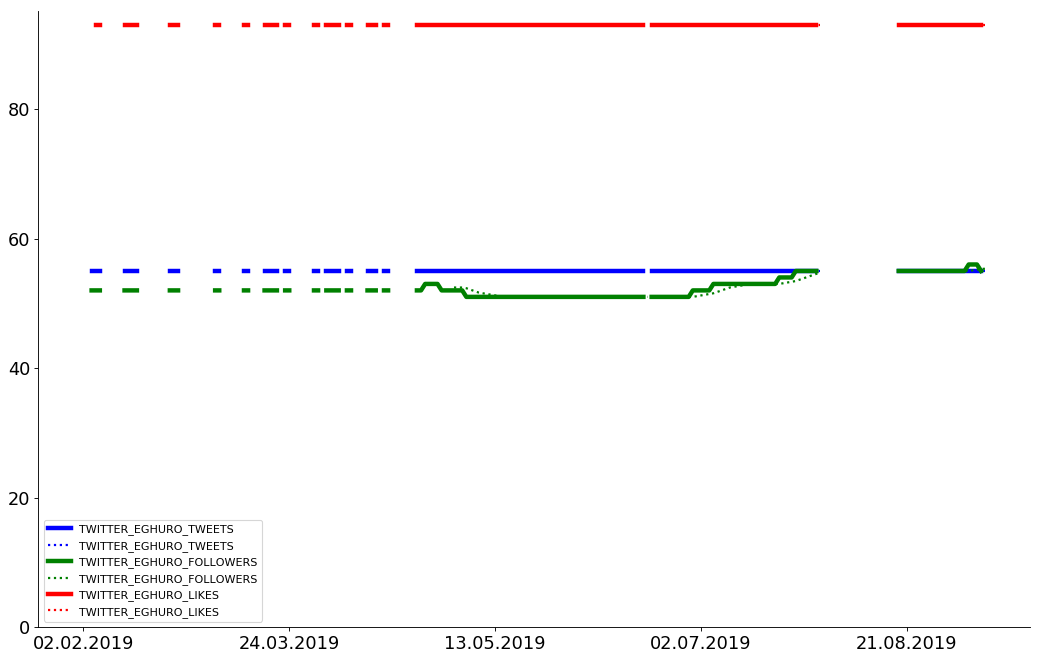 80
60
40
20
0
TWITTER_EGHURO_TWEETS
TWITTER_EGHURO_TWEETS
TWITTER_EGHURO_FOLLOWERS
TWITTER_EGHURO_FOLLOWERS
TWITTER_EGHURO_LIKES
TWITTER_EGHURO_LIKES
02.02.2019 24.03.2019 13.05.2019 02.07.2019 21.08.2019